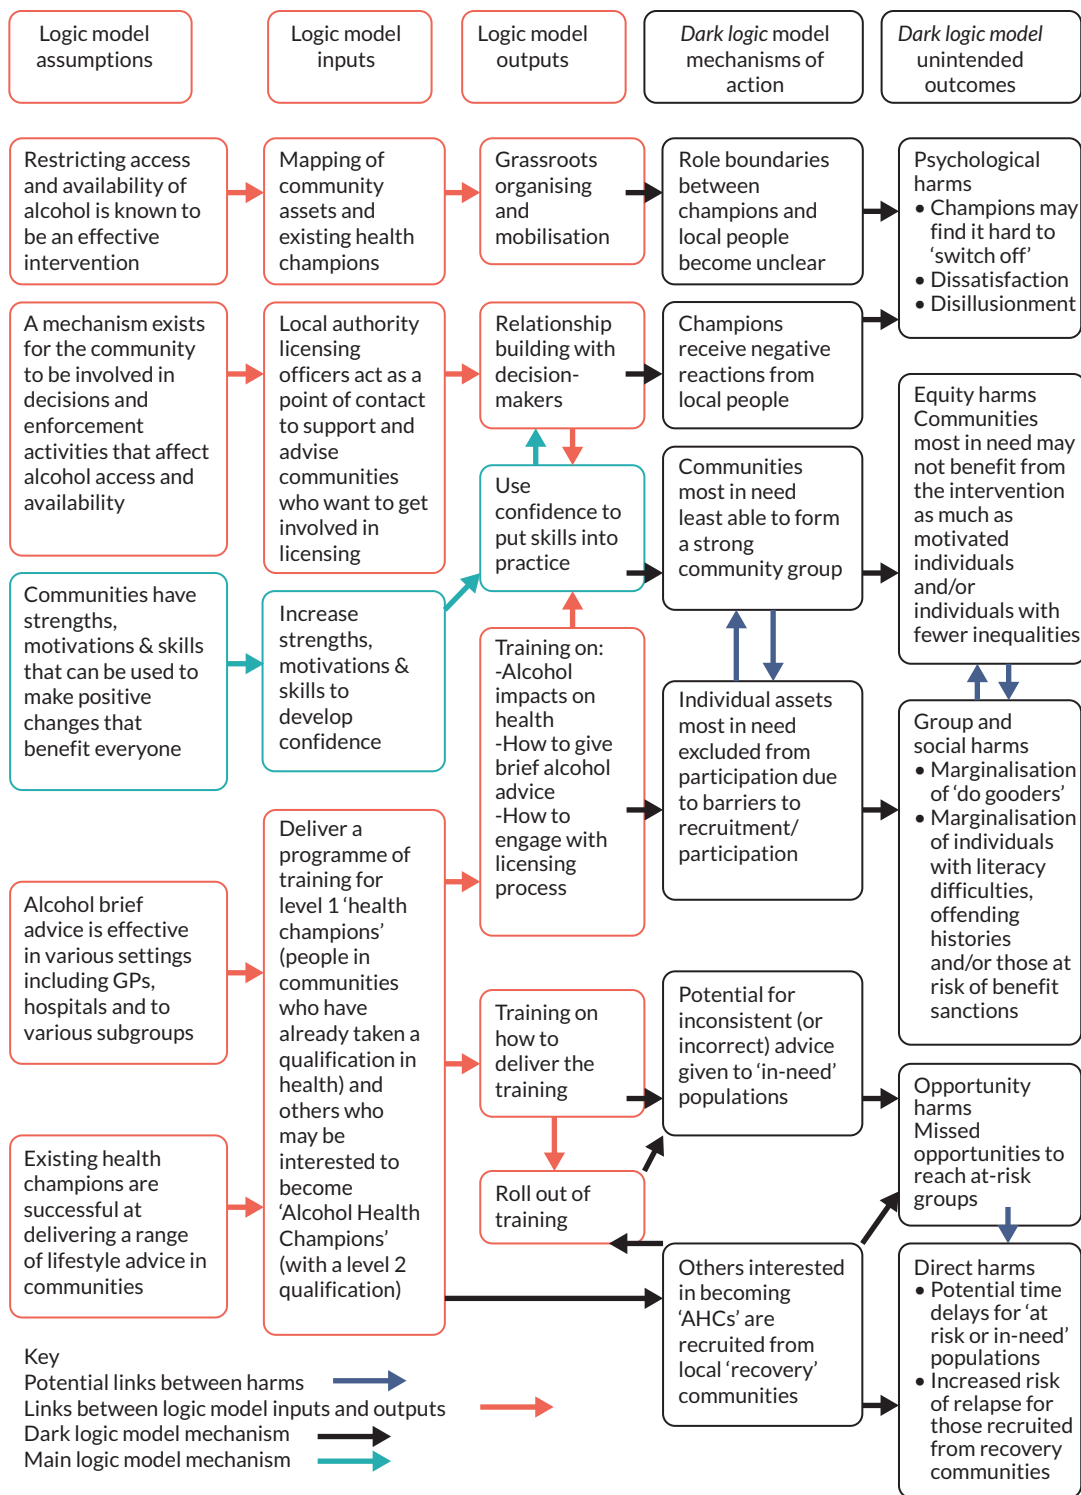 Logic model
assumptions
Logic model
inputs
Logic model
outputs
Dark logic model
mechanisms of
action
Dark logic model
unintended
outcomes
Restricting access
and availability of
alcohol is known to
be an effective
intervention
Mapping of
community
assets and
existing health
champions
Grassroots
organising
and
mobilisation
Role boundaries
between
champions and
local people
become unclear
Psychological
harms
• Champions may
find it hard to
‘switch off’
• Dissatisfaction
• Disillusionment
A mechanism exists
for the community
to be involved in
decisions and
enforcement
activities that affect
alcohol access and
availability
Local authority
licensing
officers act as a
point of contact
to support and
advise
communities
who want to get
involved in
licensing
Relationship
building with
decision-
makers
Champions
receive negative
reactions from
local people
Equity harms
Communities
most in need may
not benefit from
the intervention
as much as
motivated
individuals
and/or
individuals with
fewer inequalities
Use
confidence to
put skills into
practice
Communities
most in need
least able to form
a strong
community group
Communities have
strengths,
motivations & skills
that can be used to
make positive
changes that
benefit everyone
Increase
strengths,
motivations &
skills to
develop
confidence
Training on:
-Alcohol
impacts on
health
-How to give
brief alcohol
advice
-How to
engage with
licensing
process
Individual assets
most in need
excluded from
participation due
to barriers to
recruitment/
participation
Group and
social harms
• Marginalisation
of ‘do gooders’
• Marginalisation
of individuals
with literacy
difficulties,
offending
histories
and/or those at
risk of benefit
sanctions
Alcohol brief
advice is effective
in various settings
including GPs,
hospitals and to
various subgroups
Deliver a
programme of
training for
level 1 ‘health
champions’
(people in
communities
who have
already taken a
qualification in
health) and
others who
may be
interested to
become
‘Alcohol Health
Champions’
(with a level 2
qualification)
Training on
how to
deliver the
training
Potential for
inconsistent (or
incorrect) advice
given to ‘in-need’
populations
Opportunity
harms
Missed
opportunities to
reach at-risk
groups
Existing health
champions are
successful at
delivering a range
of lifestyle advice in
communities
Roll out of
training
Others interested
in becoming
‘AHCs’ are
recruited from
local ‘recovery’
communities
Direct harms
• Potential time
delays for ‘at
risk or in-need’
populations
• Increased risk
of relapse for
those recruited
from recovery
communities
Key
Potential links between harms
Links between logic model inputs and outputs
Dark logic model mechanism
Main logic model mechanism